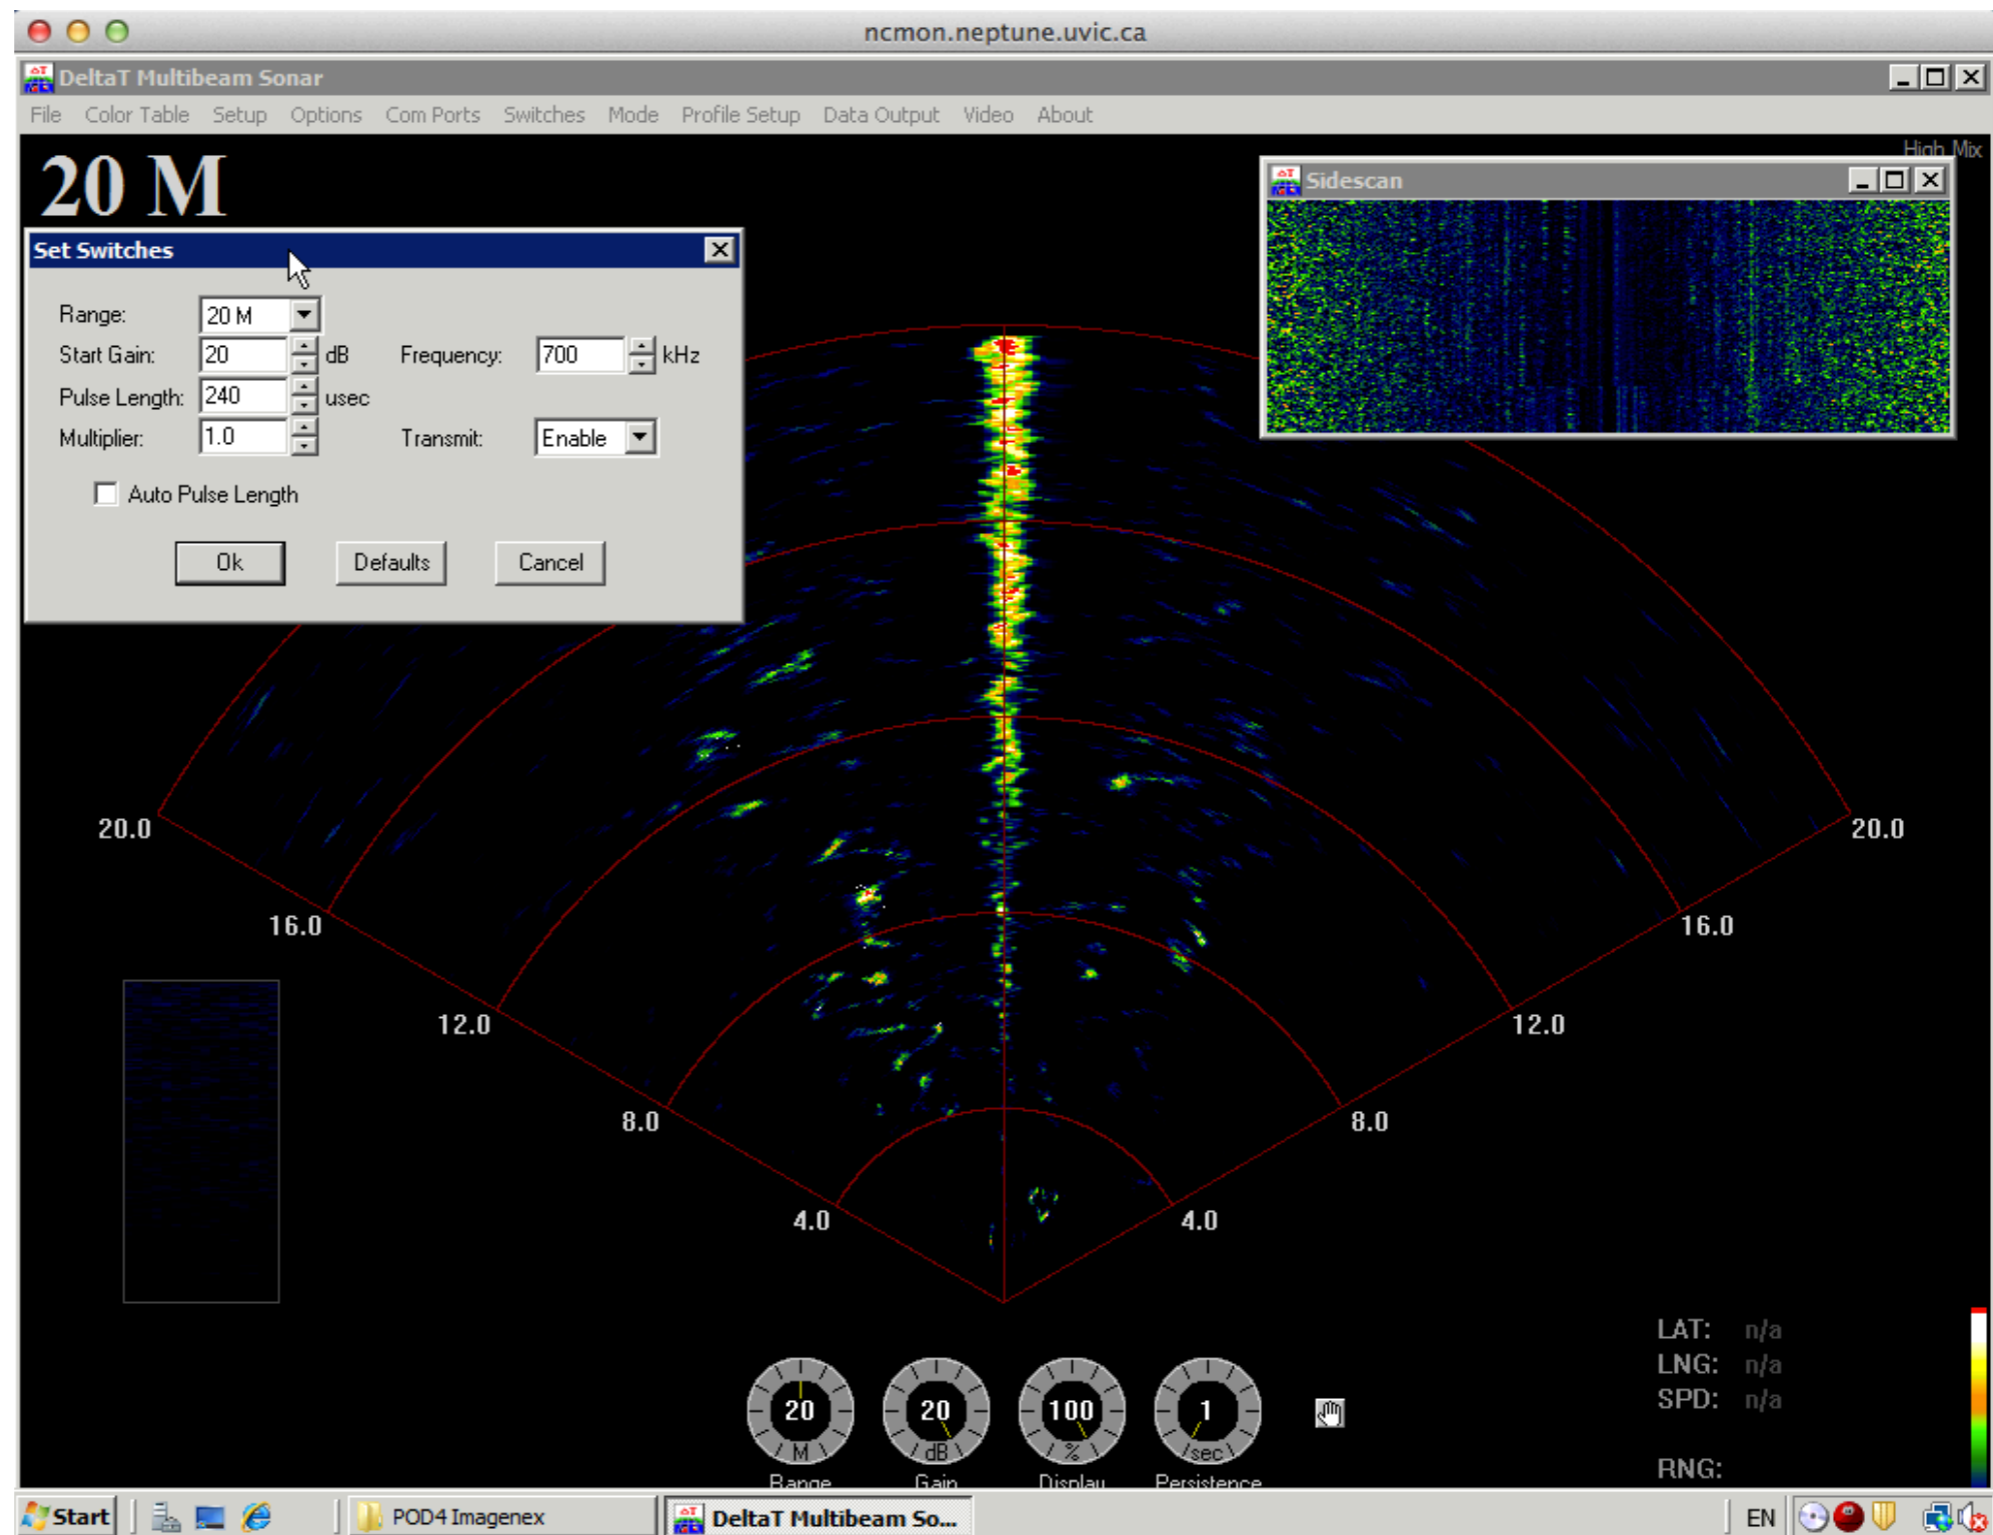 ncmon.neptune.uvic.ca
DeltaT Multibeam Sonar
File Color Table Setup Options Com Ports Switches Mode Profile Setup Data Output Video About
20 M
High Mix
Sidescan
Set Switches
Range: 20 M
Start Gain: 20 dB Frequency: 700 kHz
Pulse Length: 240 usec
Multiplier: 1.0 Transmit: Enable
Auto Pulse Length
Ok Defaults Cancel
20.0 20.0
16.0 16.0
12.0 12.0
8.0 8.0
4.0 4.0
LAT: n/a
LNG: n/a
SPD: n/a
RNG:
20 20 100 1
M dB % sec
Range Gain Display Persistence
Start POD4 Imagenex DeltaT Multibeam So... EN